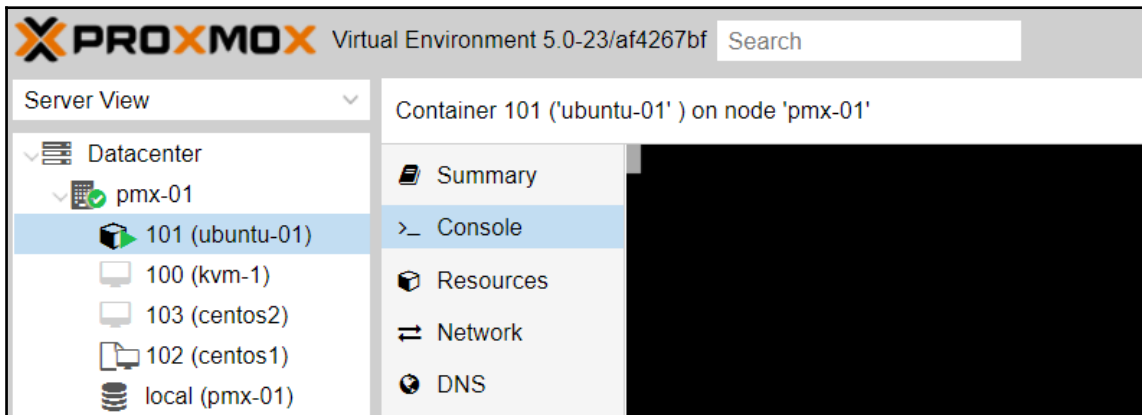 PROXMOX Virtual Environment 5.0-23/af4267bf Search
Server View
Container 101 ('ubuntu-01' ) on node 'pmx-01'
Datacenter
pmx-01
101 (ubuntu-01)
100 (kvm-1)
103 (centos2)
102 (centos1)
local (pmx-01)
Summary
>_ Console
Resources
Network
DNS